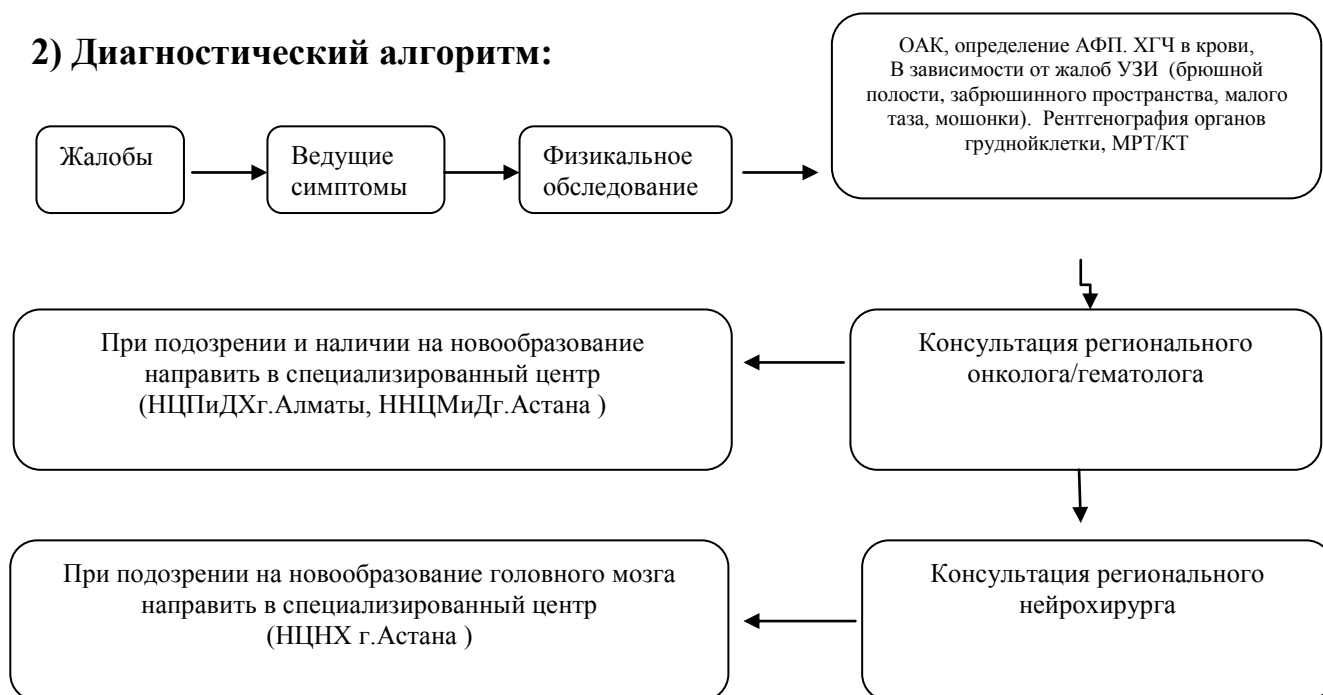 2) Диагностический алгоритм:
ОАК, определение АФП. ХГЧ в крови,
В зависимости от жалоб УЗИ (брюшной
полости, забрюшинного пространства, малого
таза, мошонки). Рентгенография органов
груднойклетки, МРТ/КТ
Жалобы
Ведущие
симптомы
Физикальное
обследование
При подозрении и наличии на новообразование
направить в специализированный центр
(НЦПиДХг.Алматы, ННЦМиДг.Астана )
Консультация регионального
онколога/гематолога
При подозрении на новообразование головного мозга
направить в специализированный центр
(НЦНХ г.Астана )
Консультация регионального
нейрохирурга